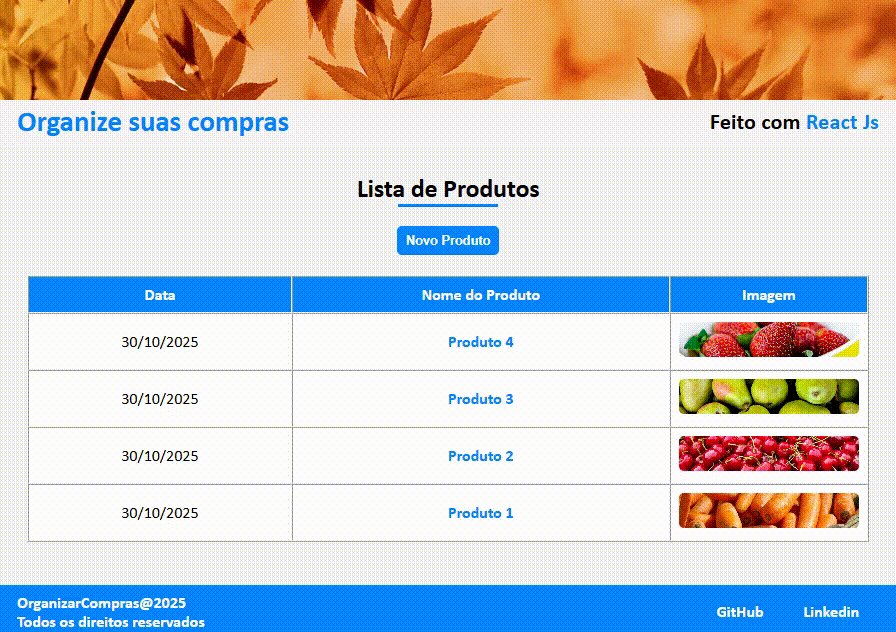 Organize suas compras
Feito com React Js
Lista de Produtos
Novo Produto
Data Nome do Produto Imagem
30/10/2025 Produto 4
30/10/2025 Produto 3
30/10/2025 Produto 2
30/10/2025 Produto 1
OrganizarCompras@2025
Todos os direitos reservados
GitHub Linkedin